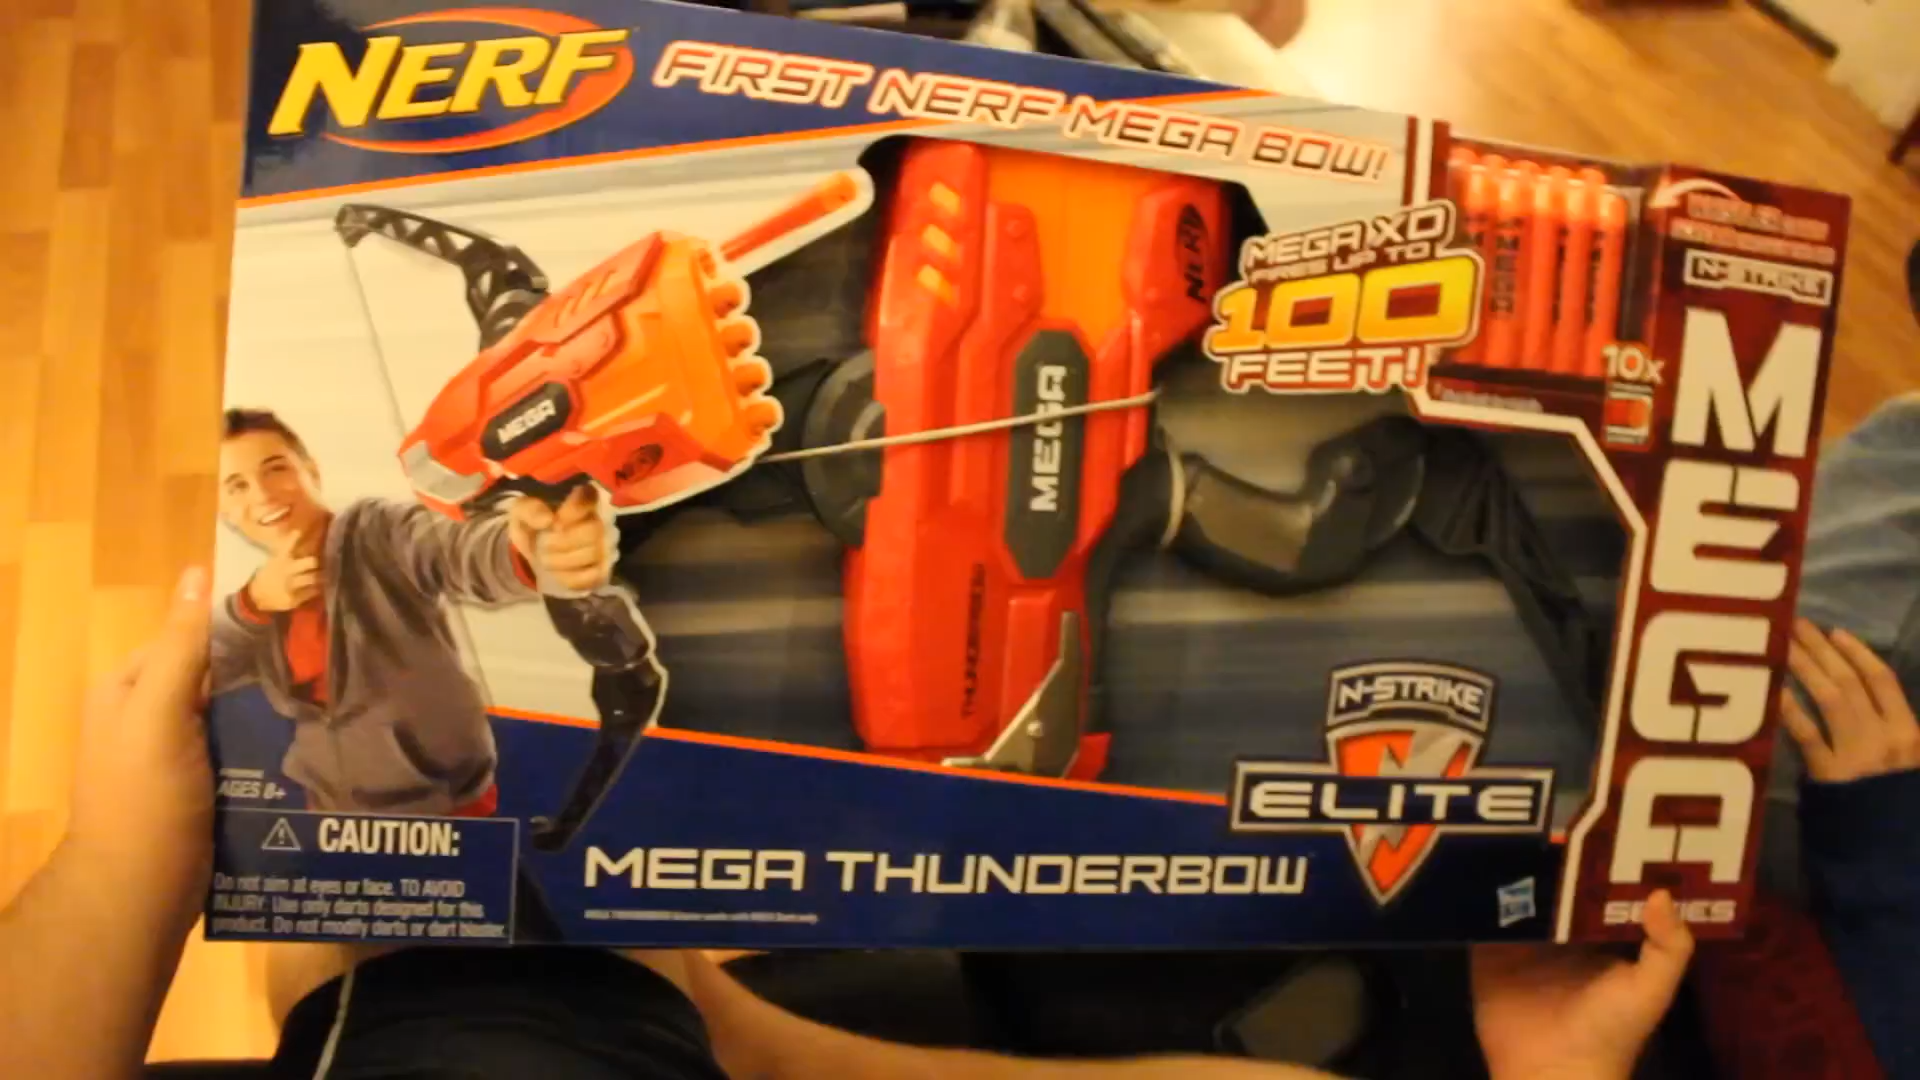 NERF
FIRST NERF MEGA BOW!
MEGA XD
FIRES UP TO
100
FEET!
10x
N-STRIKE
MEGA
SERIES
MEGA
NERF
MEGA
NERF
THUNDERBOW
AGES 8+
CAUTION:
Do not aim at eyes or face. TO AVOID
INJURY: Use only darts designed for this
product. Do not modify darts or dart blaster.
MEGA THUNDERBOW
N-STRIKE
ELITE